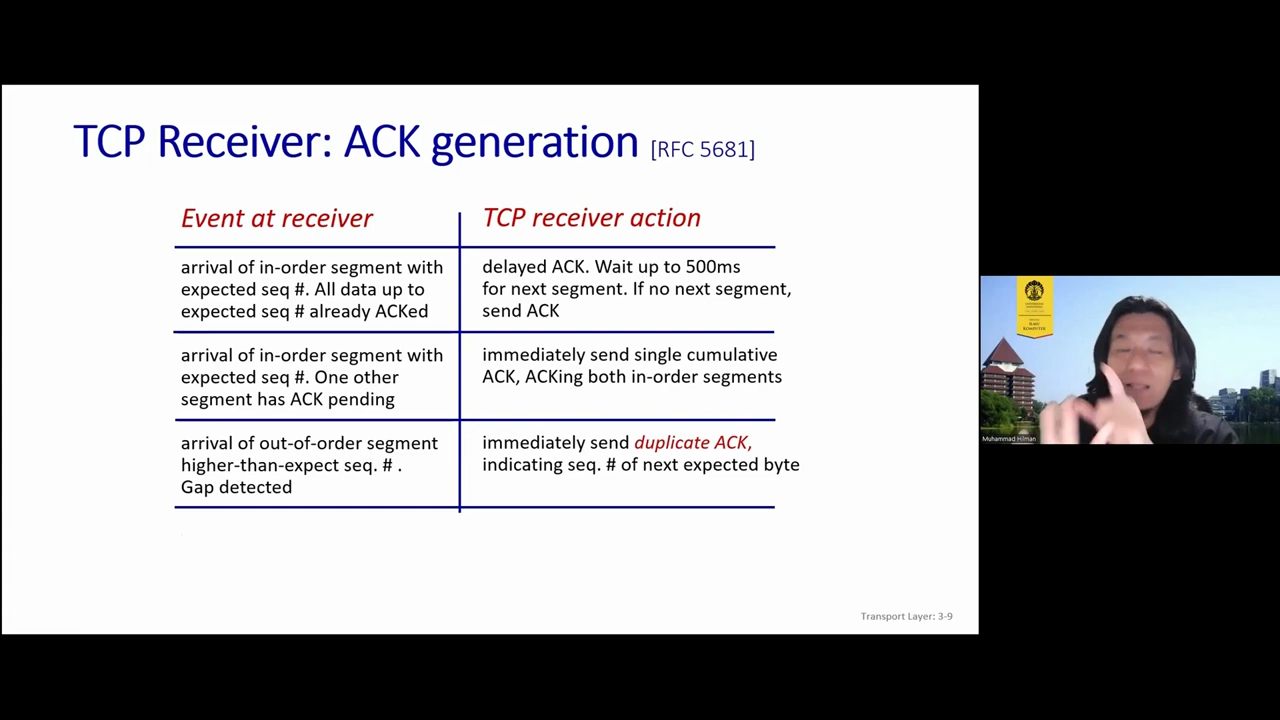 TCP Receiver: ACK generation [RFC 5681]
Event at receiver
TCP receiver action
arrival of in-order segment with
expected seq #. All data up to
expected seq # already ACKed
delayed ACK. Wait up to 500ms
for next segment. If no next segment,
send ACK
arrival of in-order segment with
expected seq #. One other
segment has ACK pending
immediately send single cumulative
ACK, ACKing both in-order segments
arrival of out-of-order segment
higher-than-expect seq. # .
Gap detected
immediately send duplicate ACK,
indicating seq. # of next expected byte
Transport Layer: 3-9
ILMU
KOMPUTER
Muhammad Hilman